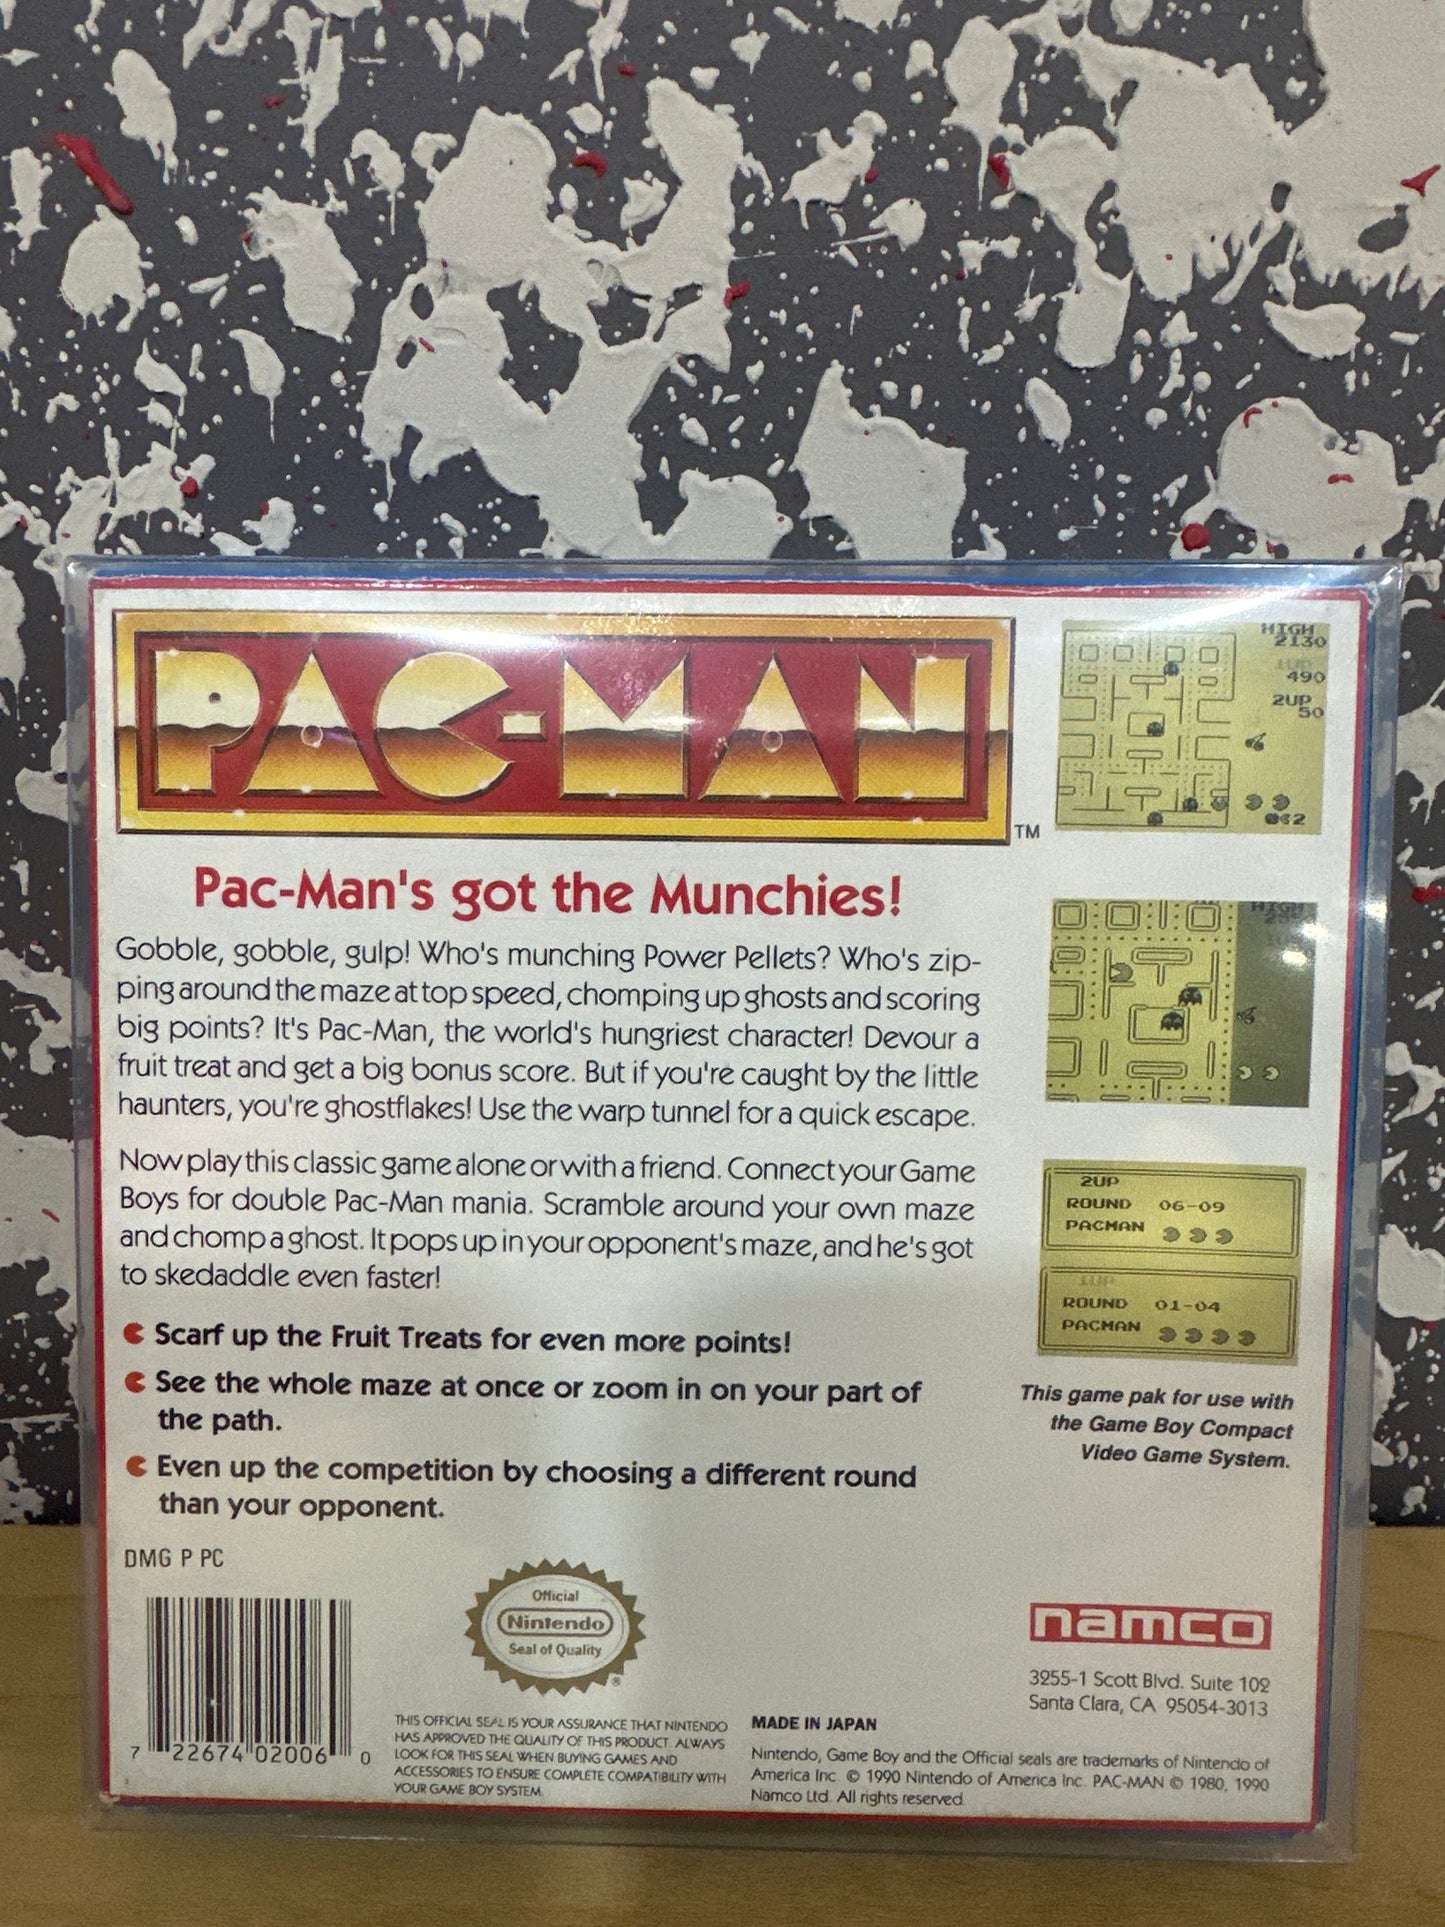 PAC-MAN
TM
Pac-Man's got the Munchies!
Gobble, gobble, gulp! Who's munching Power Pellets? Who's zip-
ping around the maze at top speed, chomping up ghosts and scoring
big points? It's Pac-Man, the world's hungriest character! Devour a
fruit treat and get a big bonus score. But if you're caught by the little
haunters, you're ghostflakes! Use the warp tunnel for a quick escape.
Now play this classic game alone or with a friend. Connect your Game
Boys for double Pac-Man mania. Scramble around your own maze
and chomp a ghost. It pops up in your opponent's maze, and he's got
to skedaddle even faster!
Scarf up the Fruit Treats for even more points!
See the whole maze at once or zoom in on your part of
the path.
Even up the competition by choosing a different round
than your opponent.
HIGH
2130
1UP
490
2UP
50
HIGH
2UP
ROUND 06-09
PACMAN
1UP
ROUND 01-04
PACMAN
This game pak for use with
the Game Boy Compact
Video Game System.
DMG P PC
7 22674 02006 0
Official
Nintendo
Seal of Quality
®
THIS OFFICIAL SEAL IS YOUR ASSURANCE THAT NINTENDO
HAS APPROVED THE QUALITY OF THIS PRODUCT. ALWAYS
LOOK FOR THIS SEAL WHEN BUYING GAMES AND
ACCESSORIES TO ENSURE COMPLETE COMPATIBILITY WITH
YOUR GAME BOY SYSTEM.
namco
3255-1 Scott Blvd. Suite 102
Santa Clara, CA 95054-3013
MADE IN JAPAN
Nintendo, Game Boy and the Official seals are trademarks of Nintendo of
America Inc. © 1990 Nintendo of America Inc. PAC-MAN © 1980, 1990
Namco Ltd. All rights reserved.